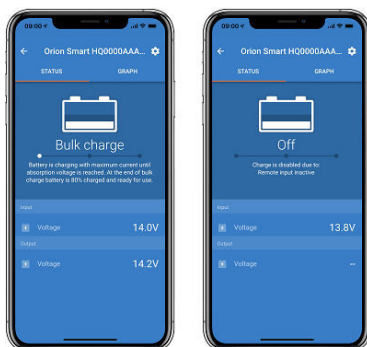 09:00
Orion Smart HQ0000AAA...
STATUS
GRAPH
Bulk charge
Battery is charging with maximum current until
absorption voltage is reached. At the end of bulk
charge battery is 80% charged and ready for use.
Input
Voltage
14.0V
Output
Voltage
14.2V
09:00
Orion Smart HQ0000AAA...
STATUS
GRAPH
Off
Charge is disabled due to:
Remote input inactive
Input
Voltage
13.8V
Output
Voltage
--